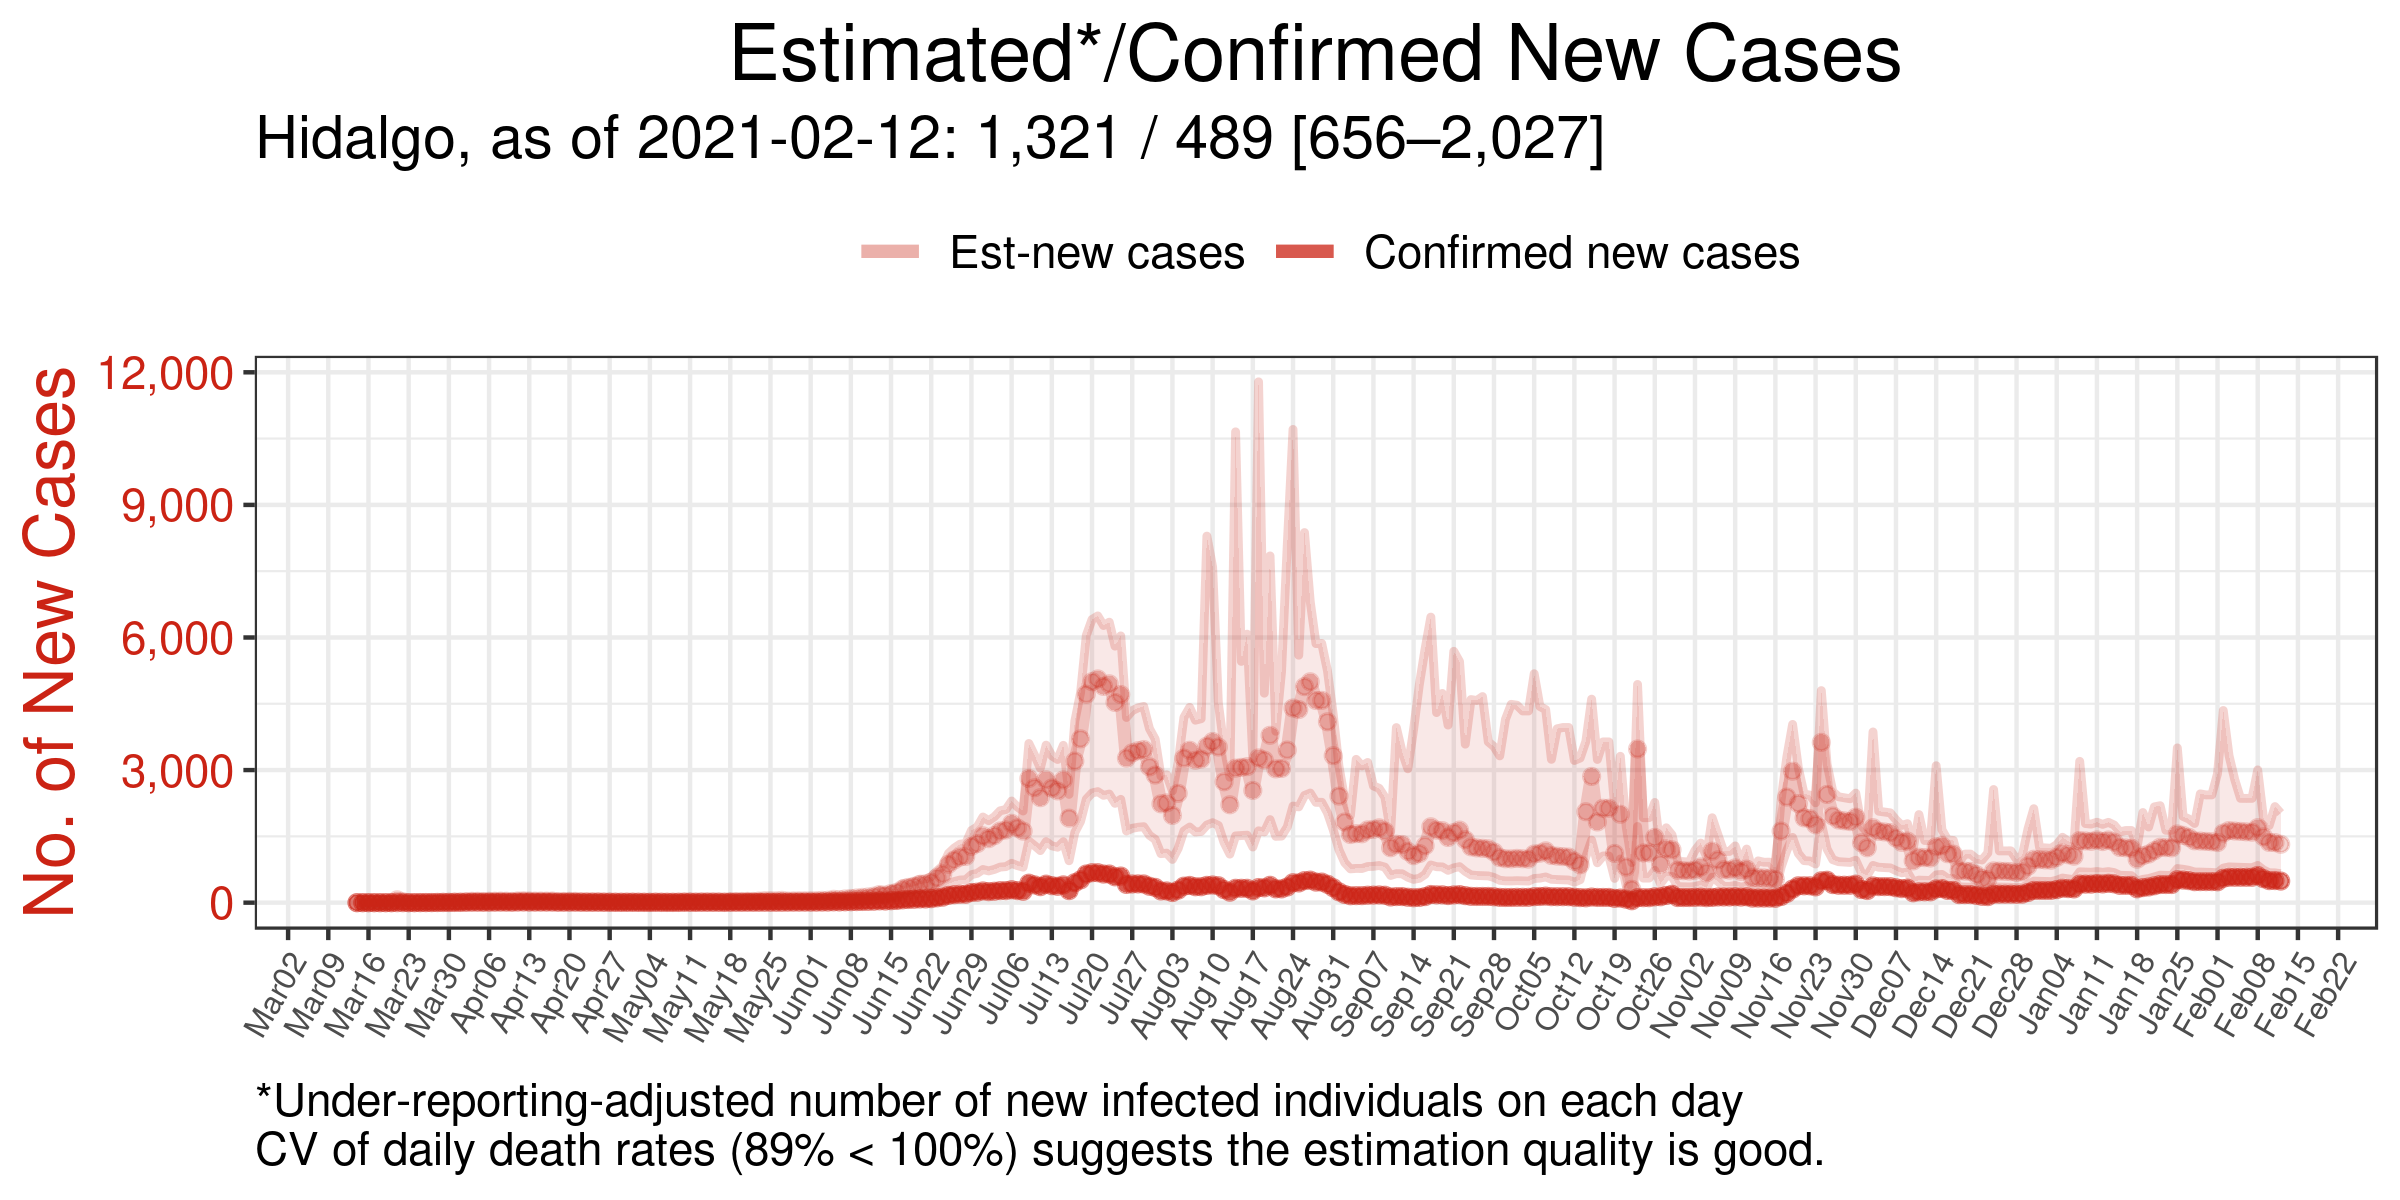 Estimated*/Confirmed New Cases
Hidalgo, as of 2021-02-12: 1,321 / 489 [656–2,027]
Est-new cases Confirmed new cases
No. of New Cases
12,000
9,000
6,000
3,000
0
Mar02 Mar09 Mar16 Mar23 Mar30 Apr06 Apr13 Apr20 Apr27 May04 May11 May18 May25 Jun01 Jun08 Jun15 Jun22 Jun29 Jul06 Jul13 Jul20 Jul27 Aug03 Aug10 Aug17 Aug24 Aug31 Sep07 Sep14 Sep21 Sep28 Oct05 Oct12 Oct19 Oct26 Nov02 Nov09 Nov16 Nov23 Nov30 Dec07 Dec14 Dec21 Dec28 Jan04 Jan11 Jan18 Jan25 Feb01 Feb08 Feb15 Feb22
*Under-reporting-adjusted number of new infected individuals on each day
CV of daily death rates (89% < 100%) suggests the estimation quality is good.